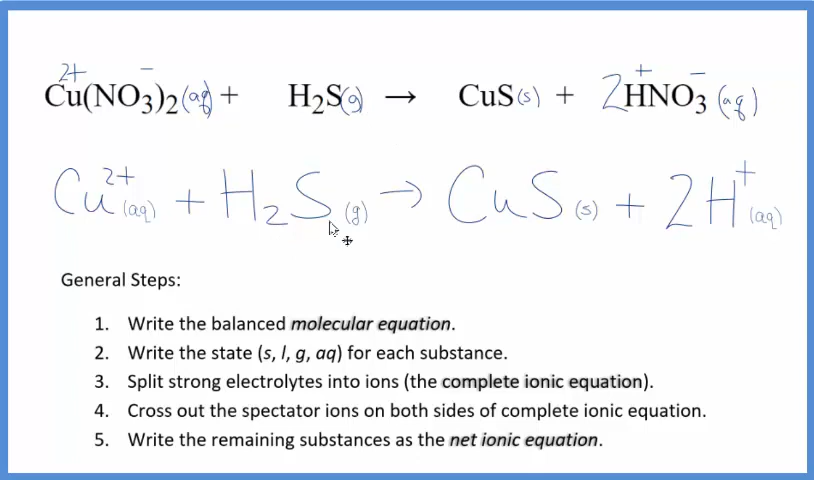 2+ − + −
Cu(NO3)2(aq) + H2S(g) → CuS(s) + 2HNO3(aq)
Cu2+(aq) + H2S(g) → CuS(s) + 2H+(aq)
General Steps:
1. Write the balanced molecular equation.
2. Write the state (s, l, g, aq) for each substance.
3. Split strong electrolytes into ions (the complete ionic equation).
4. Cross out the spectator ions on both sides of complete ionic equation.
5. Write the remaining substances as the net ionic equation.